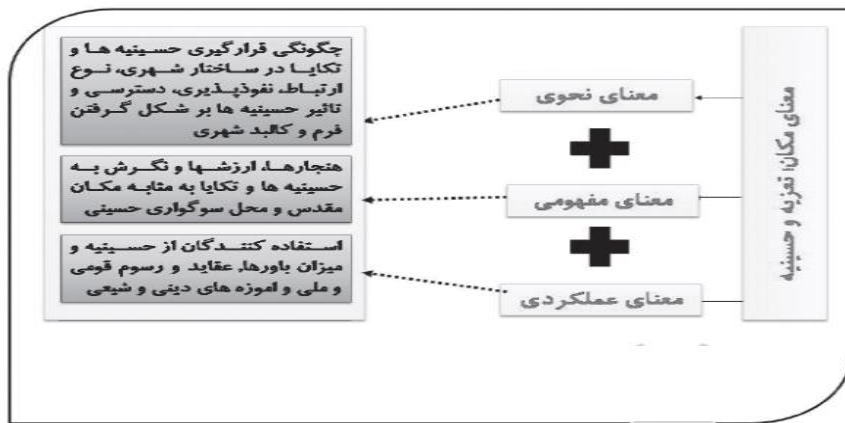 معنای مکان؛ تعزیه و حسینیه
معنای نحوی
معنای مفهومی
معنای عملکردی
چگونگی قرارگیری حسینیه ها و
تکایا در ساختار شهری، نوع
ارتباط، نفوذپذیری، دسترسی و
تاثیر حسینیه ها بر شکل گرفتن
فرم و کالبد شهری
هنجارها، ارزشها و نگرش به
حسینیه ها و تکایا به مثابه مکان
مقدس و محل سوگواری حسینی
استفاده کنندگان از حسینیه و
میزان باورها، عقاید و رسوم قومی
و ملی و اموزه های دینی و شیعی